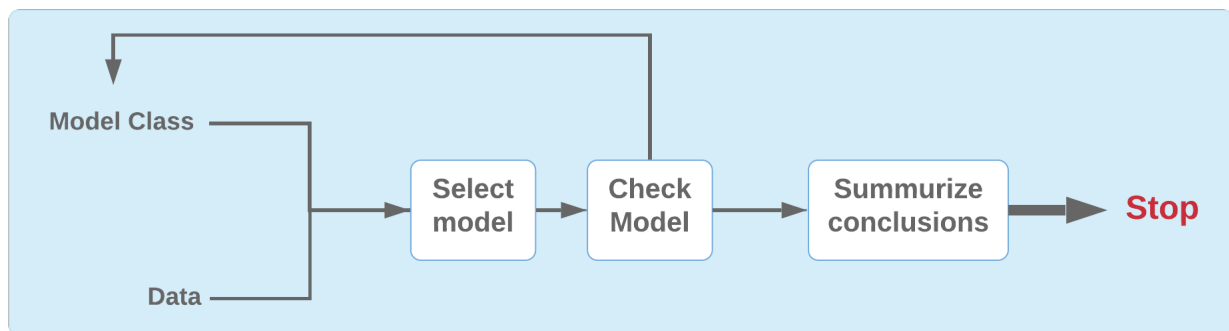 Model Class
Select
model
Check
Model
Summurize
conclusions
Stop
Data